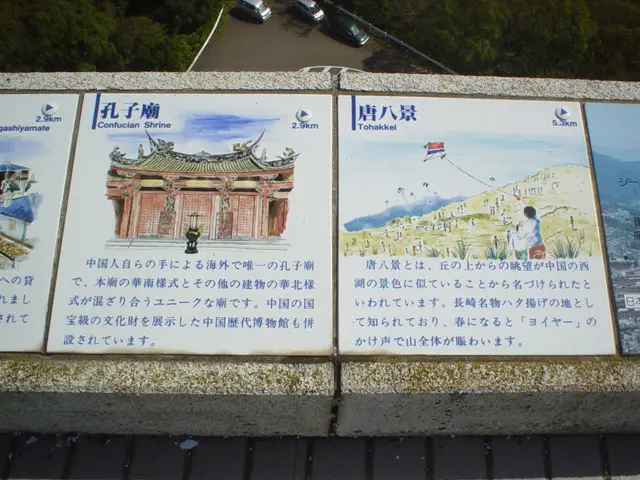 gashiyamate
2.9km
への貸
れまし
されて
孔子廟
Confucian Shrine
2.9km
中国人自らの手による海外で唯一の孔子廟
で、本廟の華南様式とその他の建物の華北様
式が混ざり合うユニークな廟です。中国の国
宝級の文化財を展示した中国歴代博物館も併
設されています。
唐八景
Tohakkei
5.3km
唐八景とは、丘の上からの眺望が中国の西
湖の景色に似ていることから名づけられたと
いわれています。長崎名物ハタ揚げの地とし
て知られており、春になると「ヨイヤー」の
かけ声で山全体が賑わいます。